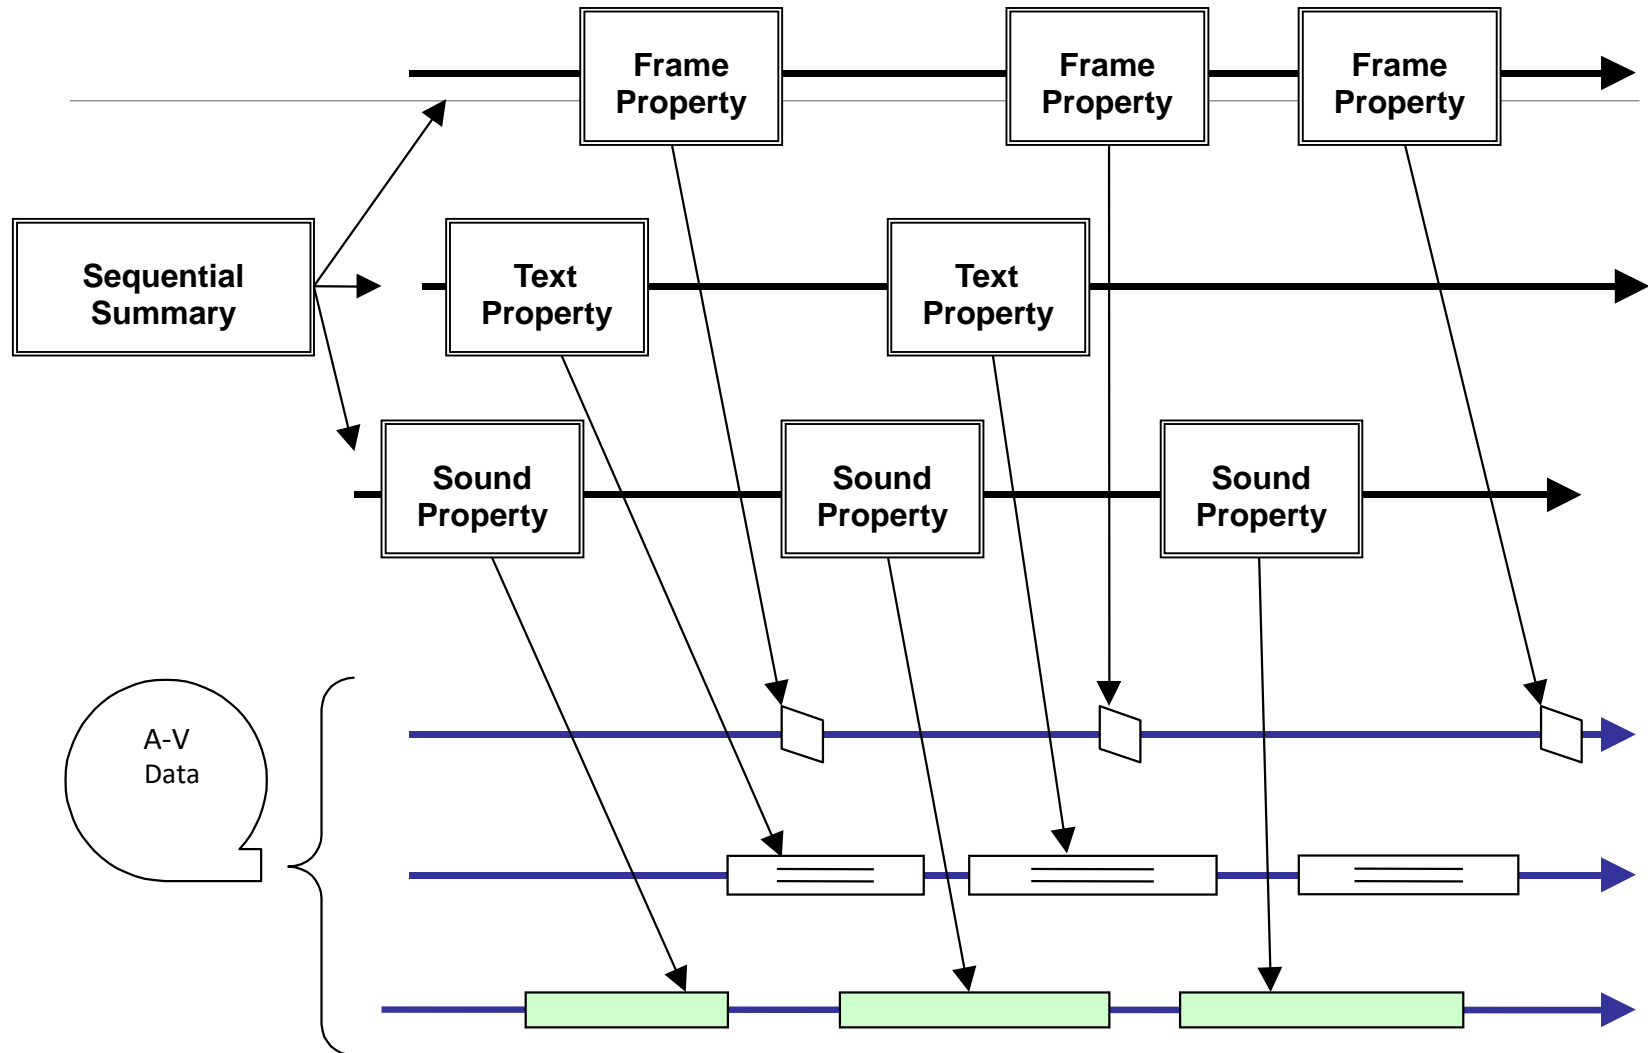 Frame
Property
Frame
Property
Frame
Property
Sequential
Summary
Text
Property
Text
Property
Sound
Property
Sound
Property
Sound
Property
A-V
Data